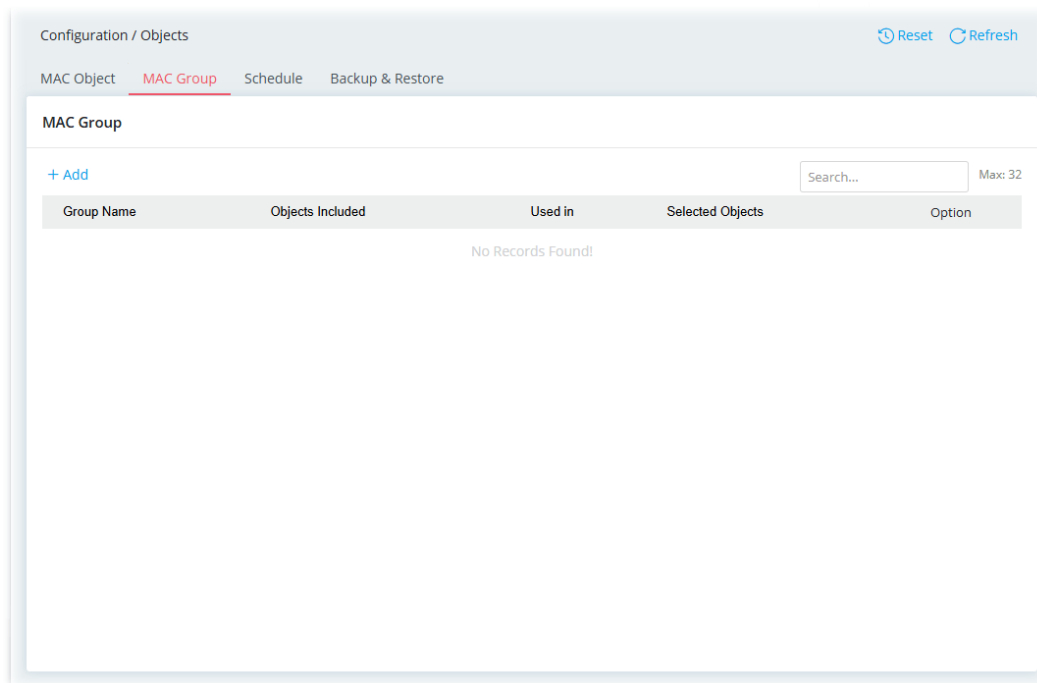 Configuration / Objects Reset Refresh
MAC Object MAC Group Schedule Backup & Restore
MAC Group
+ Add Search... Max: 32
Group Name Objects Included Used in Selected Objects Option
No Records Found!